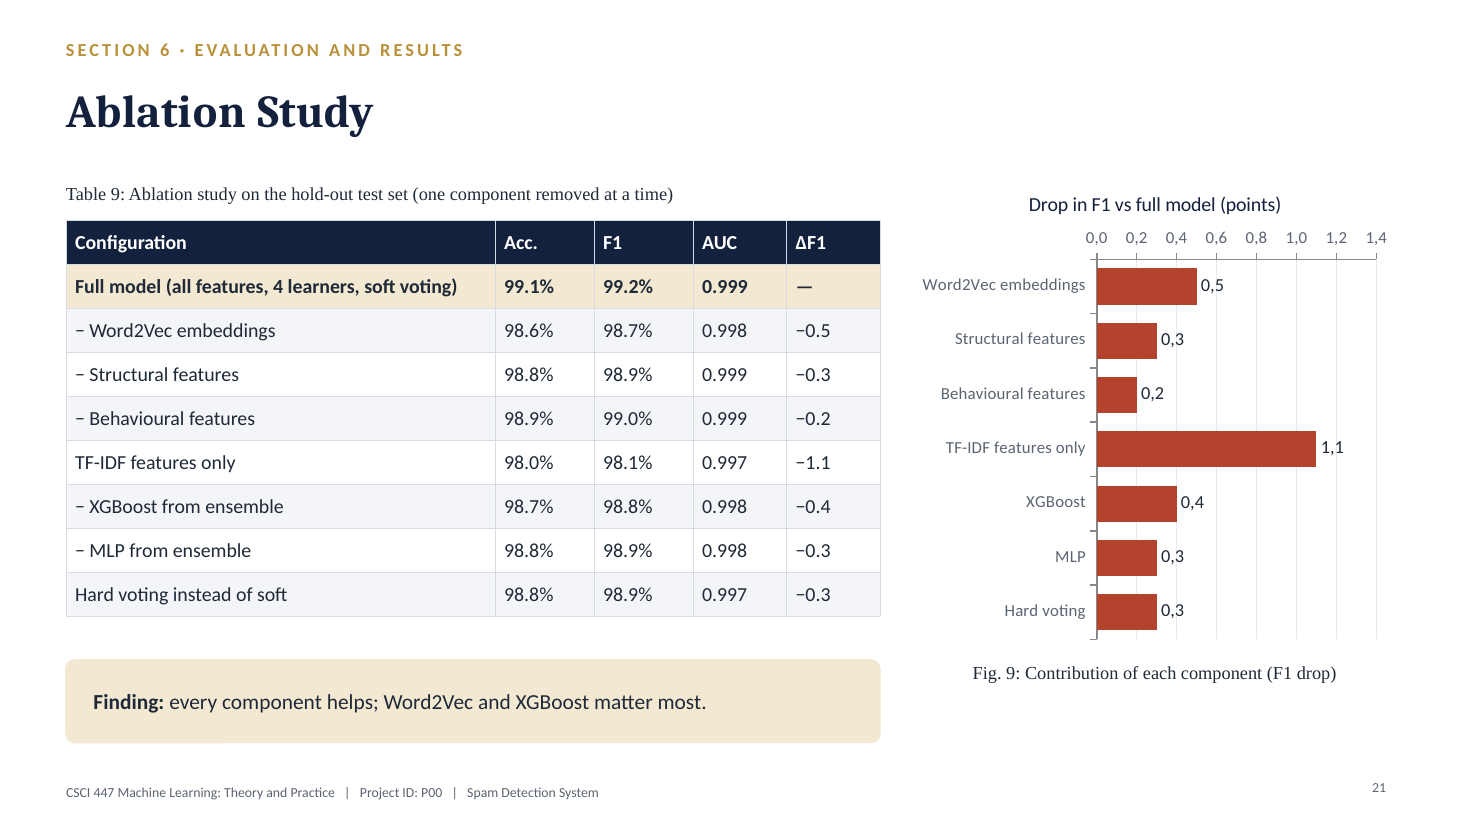 SECTION 6 · EVALUATION AND RESULTS
Ablation Study
Table 9: Ablation study on the hold-out test set (one component removed at a time)
Configuration Acc. F1 AUC ΔF1
Full model (all features, 4 learners, soft voting) 99.1% 99.2% 0.999 —
− Word2Vec embeddings 98.6% 98.7% 0.998 −0.5
− Structural features 98.8% 98.9% 0.999 −0.3
− Behavioural features 98.9% 99.0% 0.999 −0.2
TF-IDF features only 98.0% 98.1% 0.997 −1.1
− XGBoost from ensemble 98.7% 98.8% 0.998 −0.4
− MLP from ensemble 98.8% 98.9% 0.998 −0.3
Hard voting instead of soft 98.8% 98.9% 0.997 −0.3
Finding: every component helps; Word2Vec and XGBoost matter most.
Drop in F1 vs full model (points)
0,0 0,2 0,4 0,6 0,8 1,0 1,2 1,4
Word2Vec embeddings 0,5
Structural features 0,3
Behavioural features 0,2
TF-IDF features only 1,1
XGBoost 0,4
MLP 0,3
Hard voting 0,3
Fig. 9: Contribution of each component (F1 drop)
CSCI 447 Machine Learning: Theory and Practice | Project ID: P00 | Spam Detection System
21